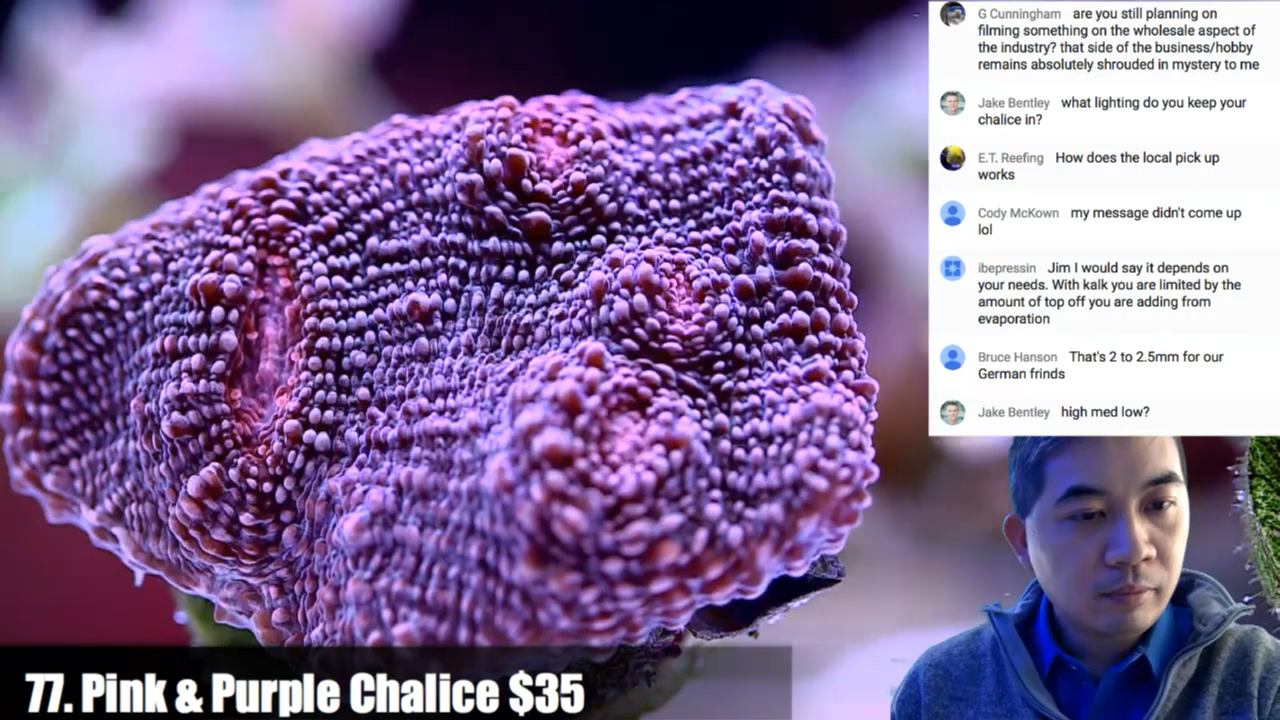 G Cunningham are you still planning on
filming something on the wholesale aspect of
the industry? that side of the business/hobby
remains absolutely shrouded in mystery to me
Jake Bentley what lighting do you keep your
chalice in?
E.T. Reefing How does the local pick up
works
Cody McKown my message didn't come up
lol
ibepressin Jim I would say it depends on
your needs. With kalk you are limited by the
amount of top off you are adding from
evaporation
Bruce Hanson That's 2 to 2.5mm for our
German frinds
Jake Bentley high med low?
77. Pink & Purple Chalice $35